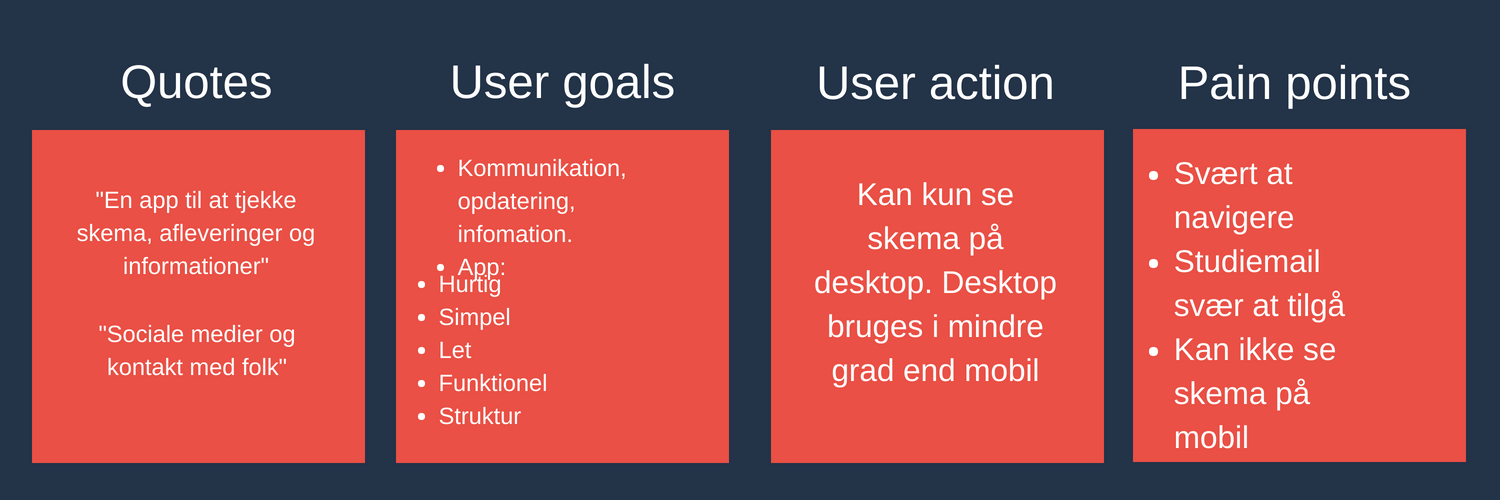 Quotes
"En app til at tjekke
skema, afleveringer og
informationer"
"Sociale medier og
kontakt med folk"
User goals
• Kommunikation,
opdatering,
infomation.
• App:
• Hurtig
• Simpel
• Let
• Funktionel
• Struktur
User action
Kan kun se
skema på
desktop. Desktop
bruges i mindre
grad end mobil
Pain points
• Svært at
navigere
• Studiemail
svær at tilgå
• Kan ikke se
skema på
mobil